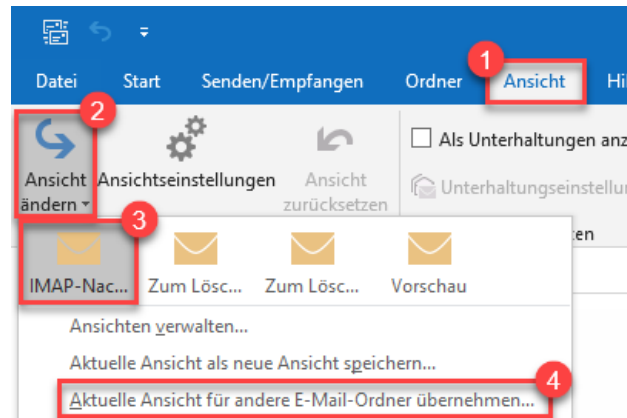 Datei Start Senden/Empfangen Ordner 1 Ansicht
2
Ansicht ändern
Ansichtseinstellungen
Ansicht zurücksetzen
Als Unterhaltungen
3
IMAP-Nac... Zum Lösc... Zum Lösc... Vorschau
Ansichten verwalten...
Aktuelle Ansicht als neue Ansicht speichern...
4
Aktuelle Ansicht für andere E-Mail-Ordner übernehmen...